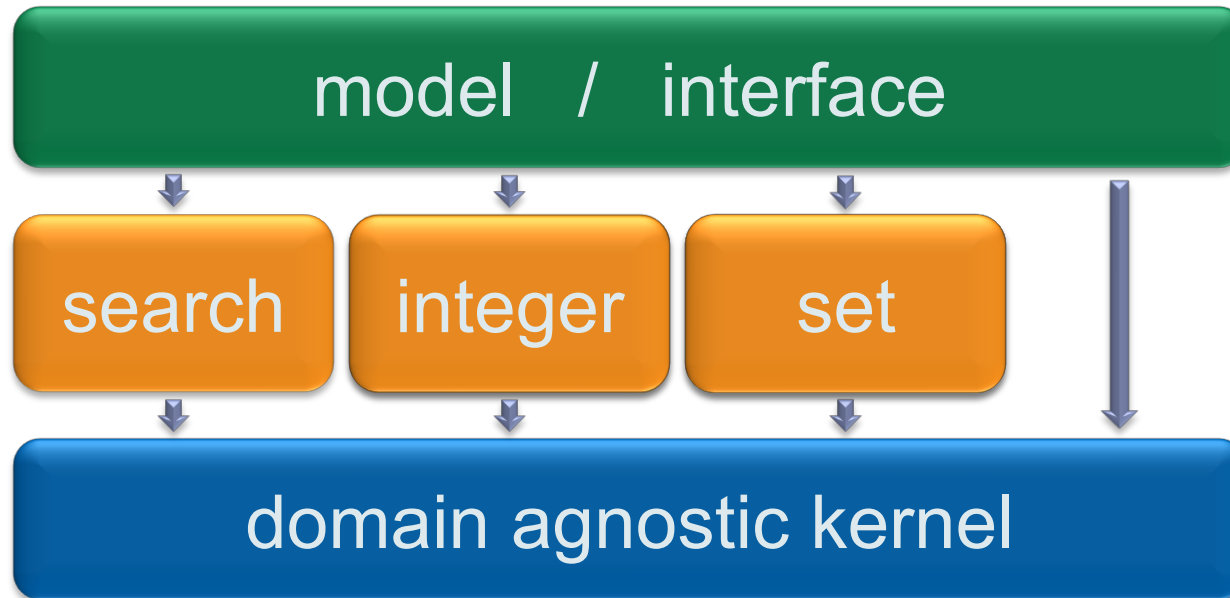 model / interface
search integer set
domain agnostic kernel